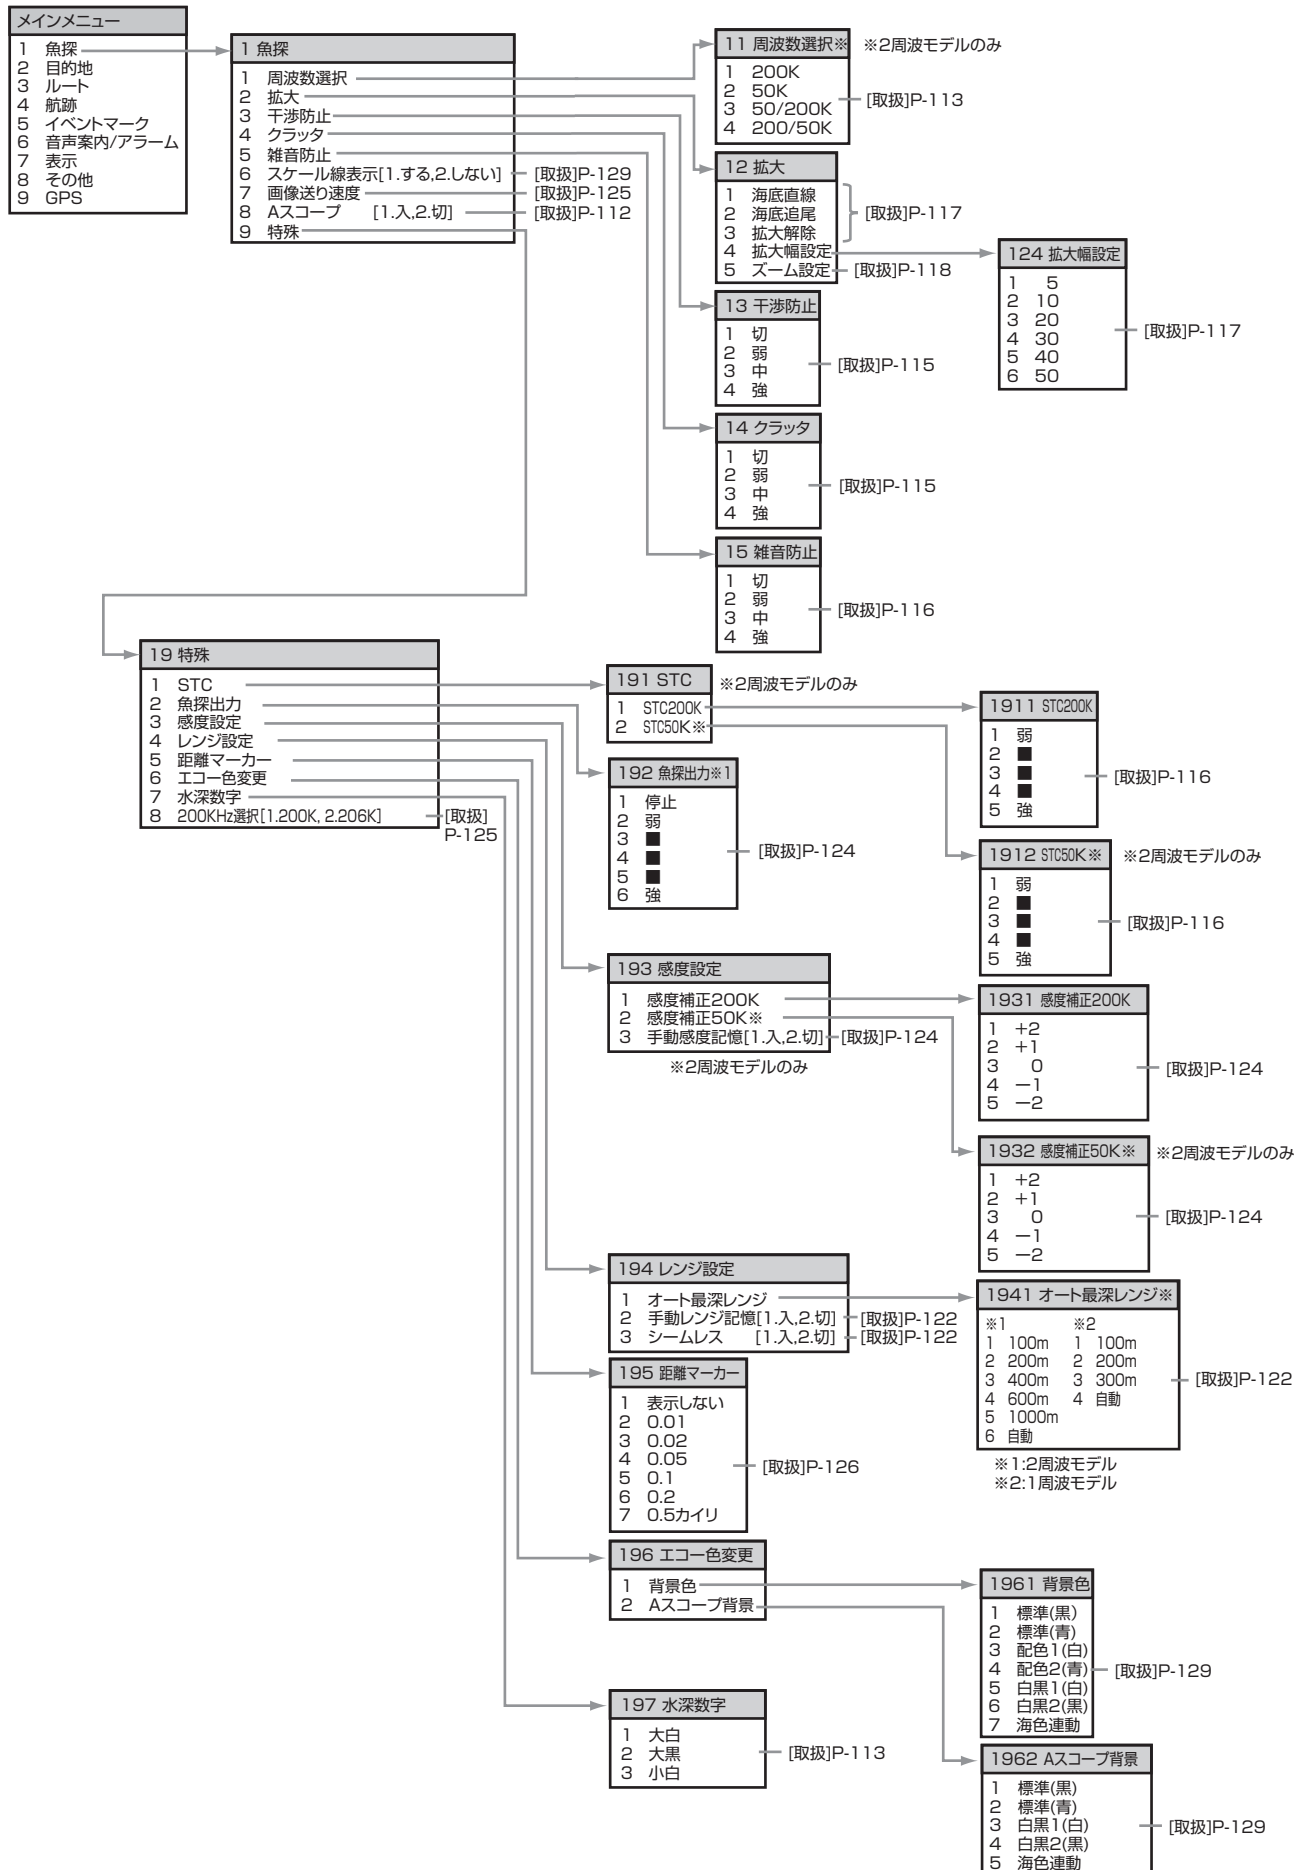 メインメニュー
1 魚探
2 目的地
3 ルート
4 航跡
5 イベントマーク
6 音声案内/アラーム
7 表示
8 その他
9 GPS
1 魚探
1 周波数選択
2 拡大
3 干渉防止
4 クラッタ
5 雑音防止
6 スケール線表示[1.する,2.しない] [取扱]P-129
7 画像送り速度 [取扱]P-125
8 Aスコープ [1.入,2.切] [取扱]P-112
9 特殊
11 周波数選択※ ※2周波モデルのみ
1 200K
2 50K
3 50/200K
4 200/50K
[取扱]P-113
12 拡大
1 海底直線
2 海底追尾
3 拡大解除
[取扱]P-117
4 拡大幅設定
5 ズーム設定 [取扱]P-118
124 拡大幅設定
1 5
2 10
3 20
4 30
5 40
6 50
[取扱]P-117
13 干渉防止
1 切
2 弱
3 中
4 強
[取扱]P-115
14 クラッタ
1 切
2 弱
3 中
4 強
[取扱]P-115
15 雑音防止
1 切
2 弱
3 中
4 強
[取扱]P-116
19 特殊
1 STC
2 魚探出力
3 感度設定
4 レンジ設定
5 距離マーカー
6 エコー色変更
7 水深数字
8 200KHz選択[1.200K, 2.206K] [取扱]
P-125
191 STC ※2周波モデルのみ
1 STC200K
2 STC50K※
1911 STC200K
1 弱
2 ■
3 ■
4 ■
5 強
[取扱]P-116
192 魚探出力※1
1 停止
2 弱
3 ■
4 ■
5 ■
6 強
[取扱]P-124
1912 STC50K※ ※2周波モデルのみ
1 弱
2 ■
3 ■
4 ■
5 強
[取扱]P-116
193 感度設定
1 感度補正200K
2 感度補正50K※
3 手動感度記憶[1.入,2.切] [取扱]P-124
※2周波モデルのみ
1931 感度補正200K
1 +2
2 +1
3 0
4 −1
5 −2
[取扱]P-124
1932 感度補正50K※ ※2周波モデルのみ
1 +2
2 +1
3 0
4 −1
5 −2
[取扱]P-124
194 レンジ設定
1 オート最深レンジ
2 手動レンジ記憶[1.入,2.切] [取扱]P-122
3 シームレス [1.入,2.切] [取扱]P-122
1941 オート最深レンジ※
※1 ※2
1 100m 1 100m
2 200m 2 200m
3 400m 3 300m
4 600m 4 自動
5 1000m
6 自動
[取扱]P-122
※1:2周波モデル
※2:1周波モデル
195 距離マーカー
1 表示しない
2 0.01
3 0.02
4 0.05
5 0.1
6 0.2
7 0.5カイリ
[取扱]P-126
196 エコー色変更
1 背景色
2 Aスコープ背景
1961 背景色
1 標準(黒)
2 標準(青)
3 配色1(白)
4 配色2(青)
5 白黒1(白)
6 白黒2(黒)
7 海色連動
[取扱]P-129
197 水深数字
1 大白
2 大黒
3 小白
[取扱]P-113
1962 Aスコープ背景
1 標準(黒)
2 標準(青)
3 白黒1(白)
4 白黒2(黒)
5 海色連動
[取扱]P-129